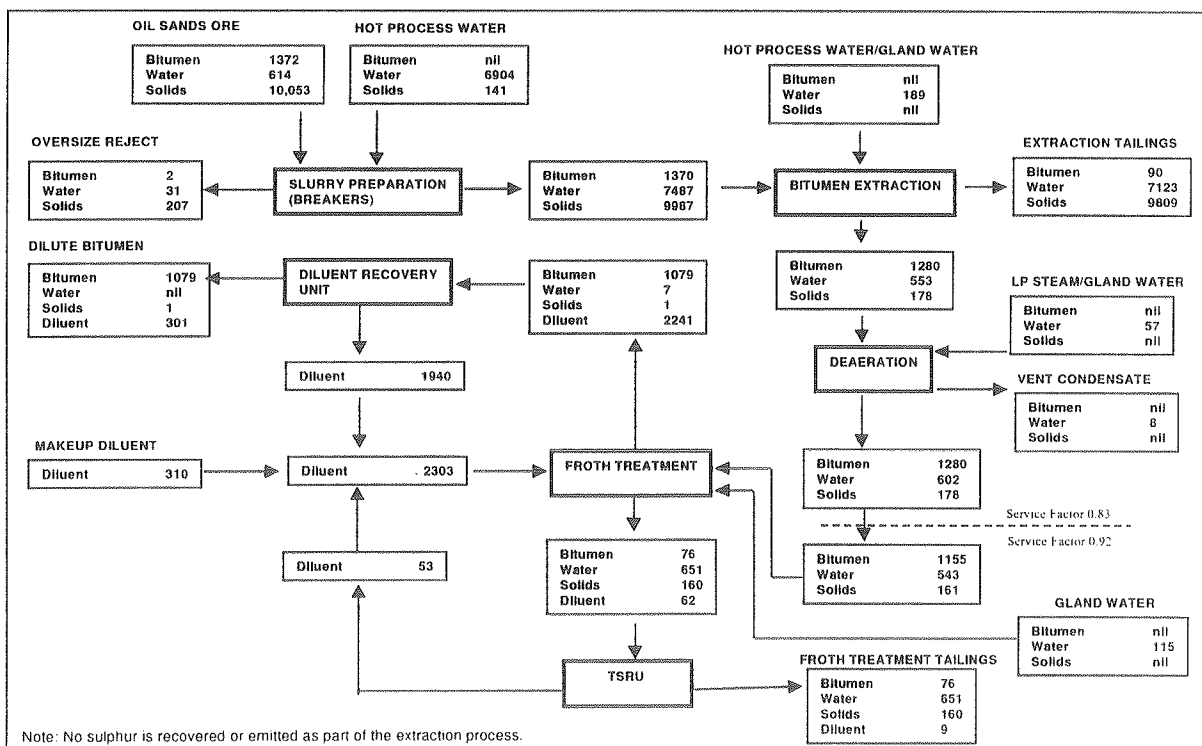 OIL SANDS ORE
Bitumen 1372
Water 614
Solids 10,053
HOT PROCESS WATER
Bitumen nil
Water 6904
Solids 141
HOT PROCESS WATER/GLAND WATER
Bitumen nil
Water 189
Solids nil
OVERSIZE REJECT
Bitumen 2
Water 31
Solids 207
SLURRY PREPARATION
(BREAKERS)
Bitumen 1370
Water 7487
Solids 9987
BITUMEN EXTRACTION
EXTRACTION TAILINGS
Bitumen 90
Water 7123
Solids 9809
DILUTE BITUMEN
Bitumen 1079
Water nil
Solids 1
Diluent 301
DILUENT RECOVERY
UNIT
Bitumen 1079
Water 7
Solids 1
Diluent 2241
Bitumen 1280
Water 553
Solids 178
LP STEAM/GLAND WATER
Bitumen nil
Water 57
Solids nil
Diluent 1940
DEAERATION
VENT CONDENSATE
Bitumen nil
Water 8
Solids nil
MAKEUP DILUENT
Diluent 310
Diluent 2303
FROTH TREATMENT
Bitumen 1280
Water 602
Solids 178
Service Factor 0.83
Service Factor 0.92
Diluent 53
Bitumen 76
Water 651
Solids 160
Diluent 62
Bitumen 1155
Water 543
Solids 161
GLAND WATER
Bitumen nil
Water 115
Solids nil
TSRU
FROTH TREATMENT TAILINGS
Bitumen 76
Water 651
Solids 160
Diluent 9
Note: No sulphur is recovered or emitted as part of the extraction process.